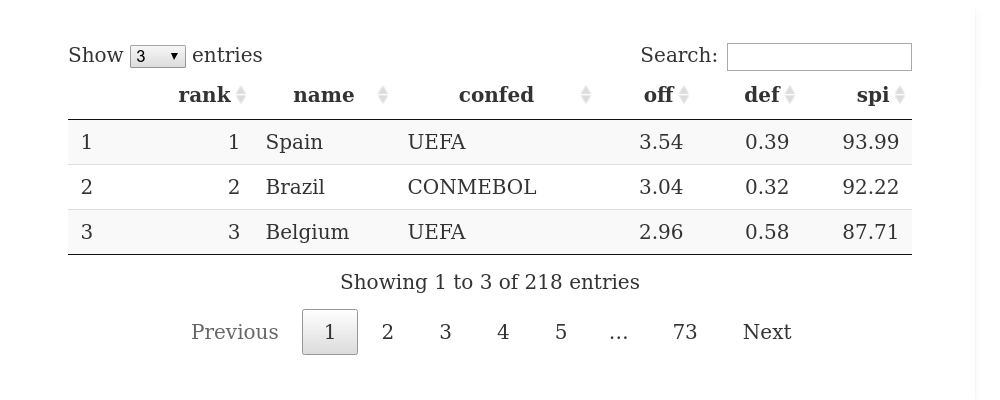 Show 3 entries Search:
rank name confed off def spi
1 1 Spain UEFA 3.54 0.39 93.99
2 2 Brazil CONMEBOL 3.04 0.32 92.22
3 3 Belgium UEFA 2.96 0.58 87.71
Showing 1 to 3 of 218 entries
Previous 1 2 3 4 5 … 73 Next